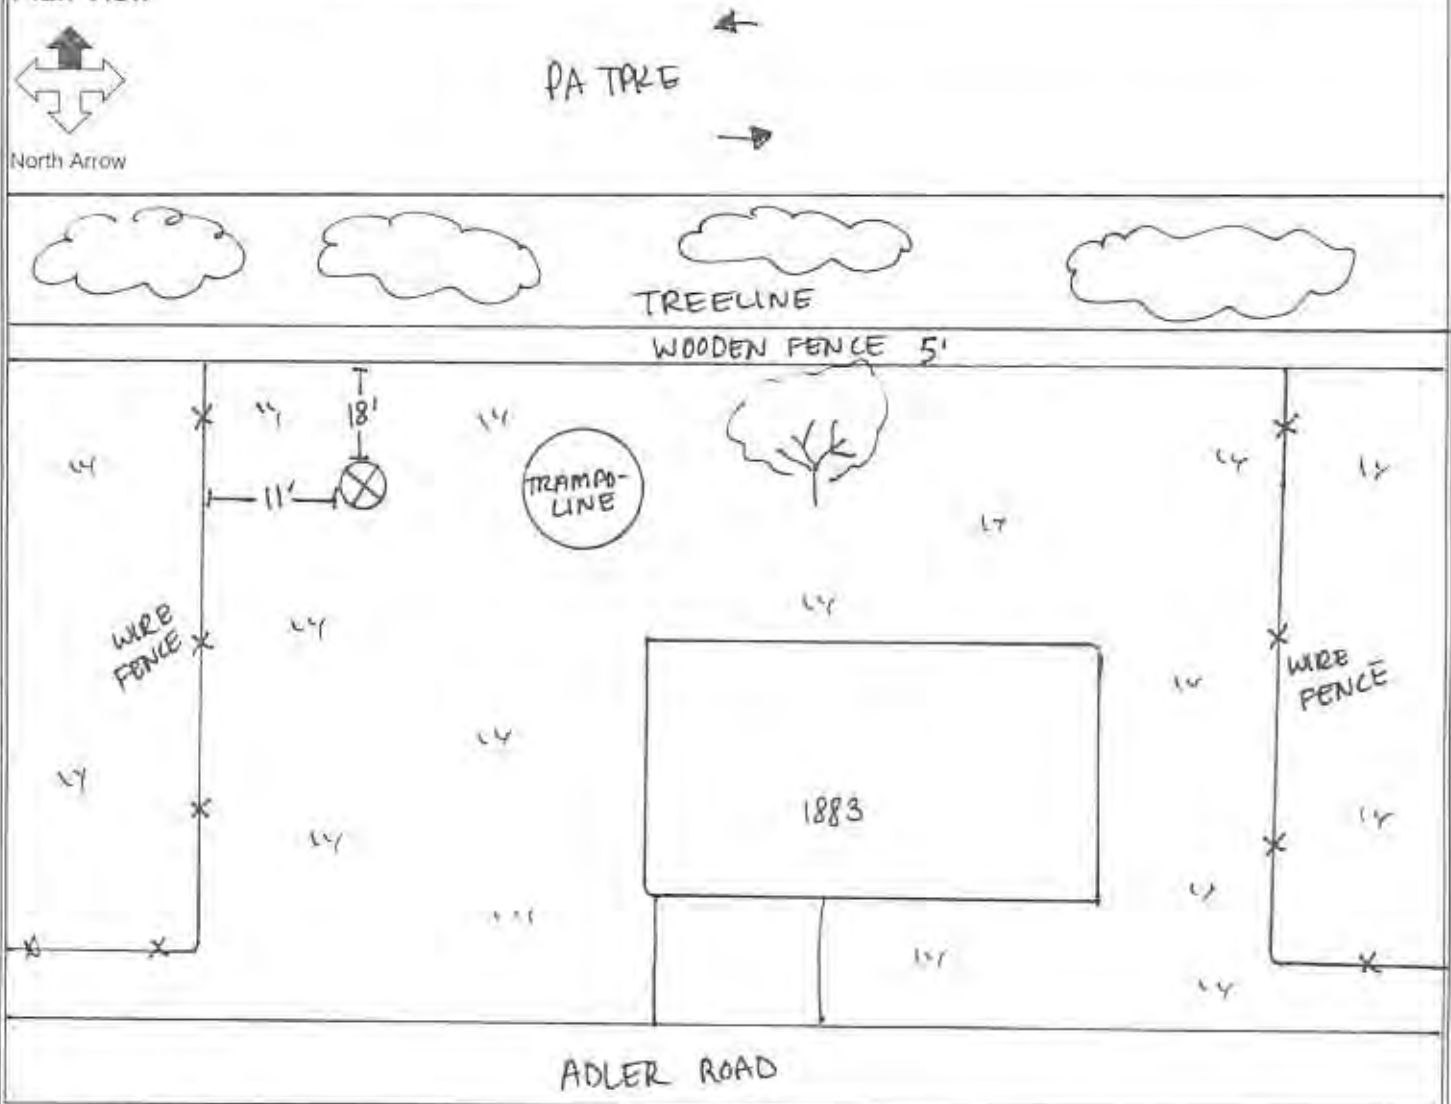 PA TPKE
North Arrow
TREELINE
WOODEN FENCE 5'
18'
11'
TRAMPO-
LINE
WIRE
FENCE
WIRE
FENCE
1883
ADLER ROAD